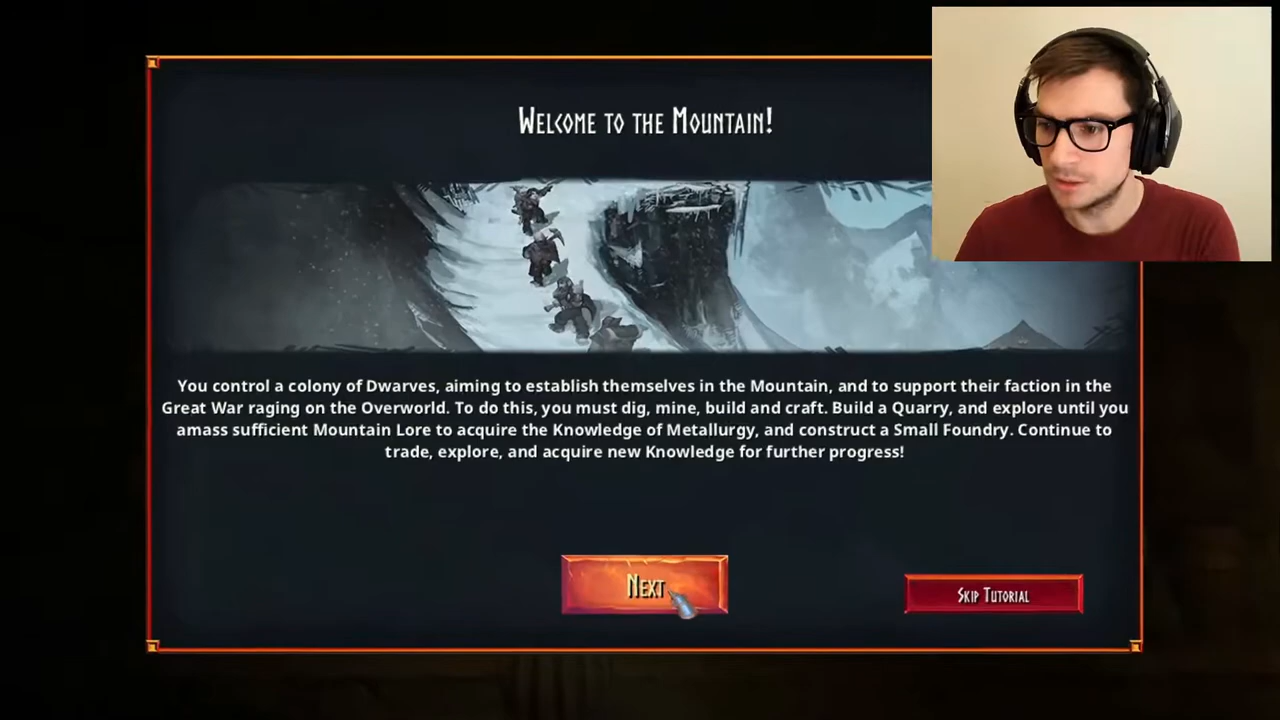 Welcome to the Mountain!
You control a colony of Dwarves, aiming to establish themselves in the Mountain, and to support their faction in the
Great War raging on the Overworld. To do this, you must dig, mine, build and craft. Build a Quarry, and explore until you
amass sufficient Mountain Lore to acquire the Knowledge of Metallurgy, and construct a Small Foundry. Continue to
trade, explore, and acquire new Knowledge for further progress!
Next
Skip Tutorial